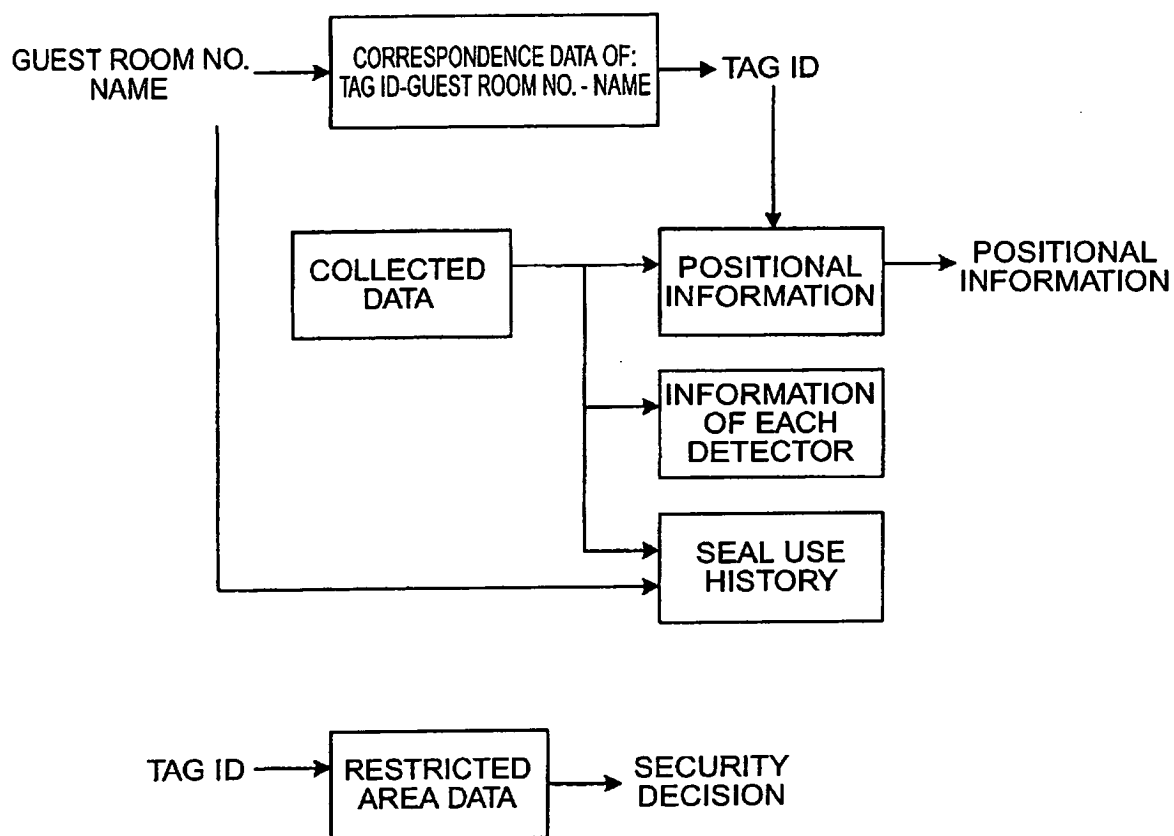 GUEST ROOM NO.
NAME
CORRESPONDENCE DATA OF:
TAG ID-GUEST ROOM NO. - NAME
TAG ID
COLLECTED
DATA
POSITIONAL
INFORMATION
POSITIONAL
INFORMATION
INFORMATION
OF EACH
DETECTOR
SEAL USE
HISTORY
TAG ID
RESTRICTED
AREA DATA
SECURITY
DECISION